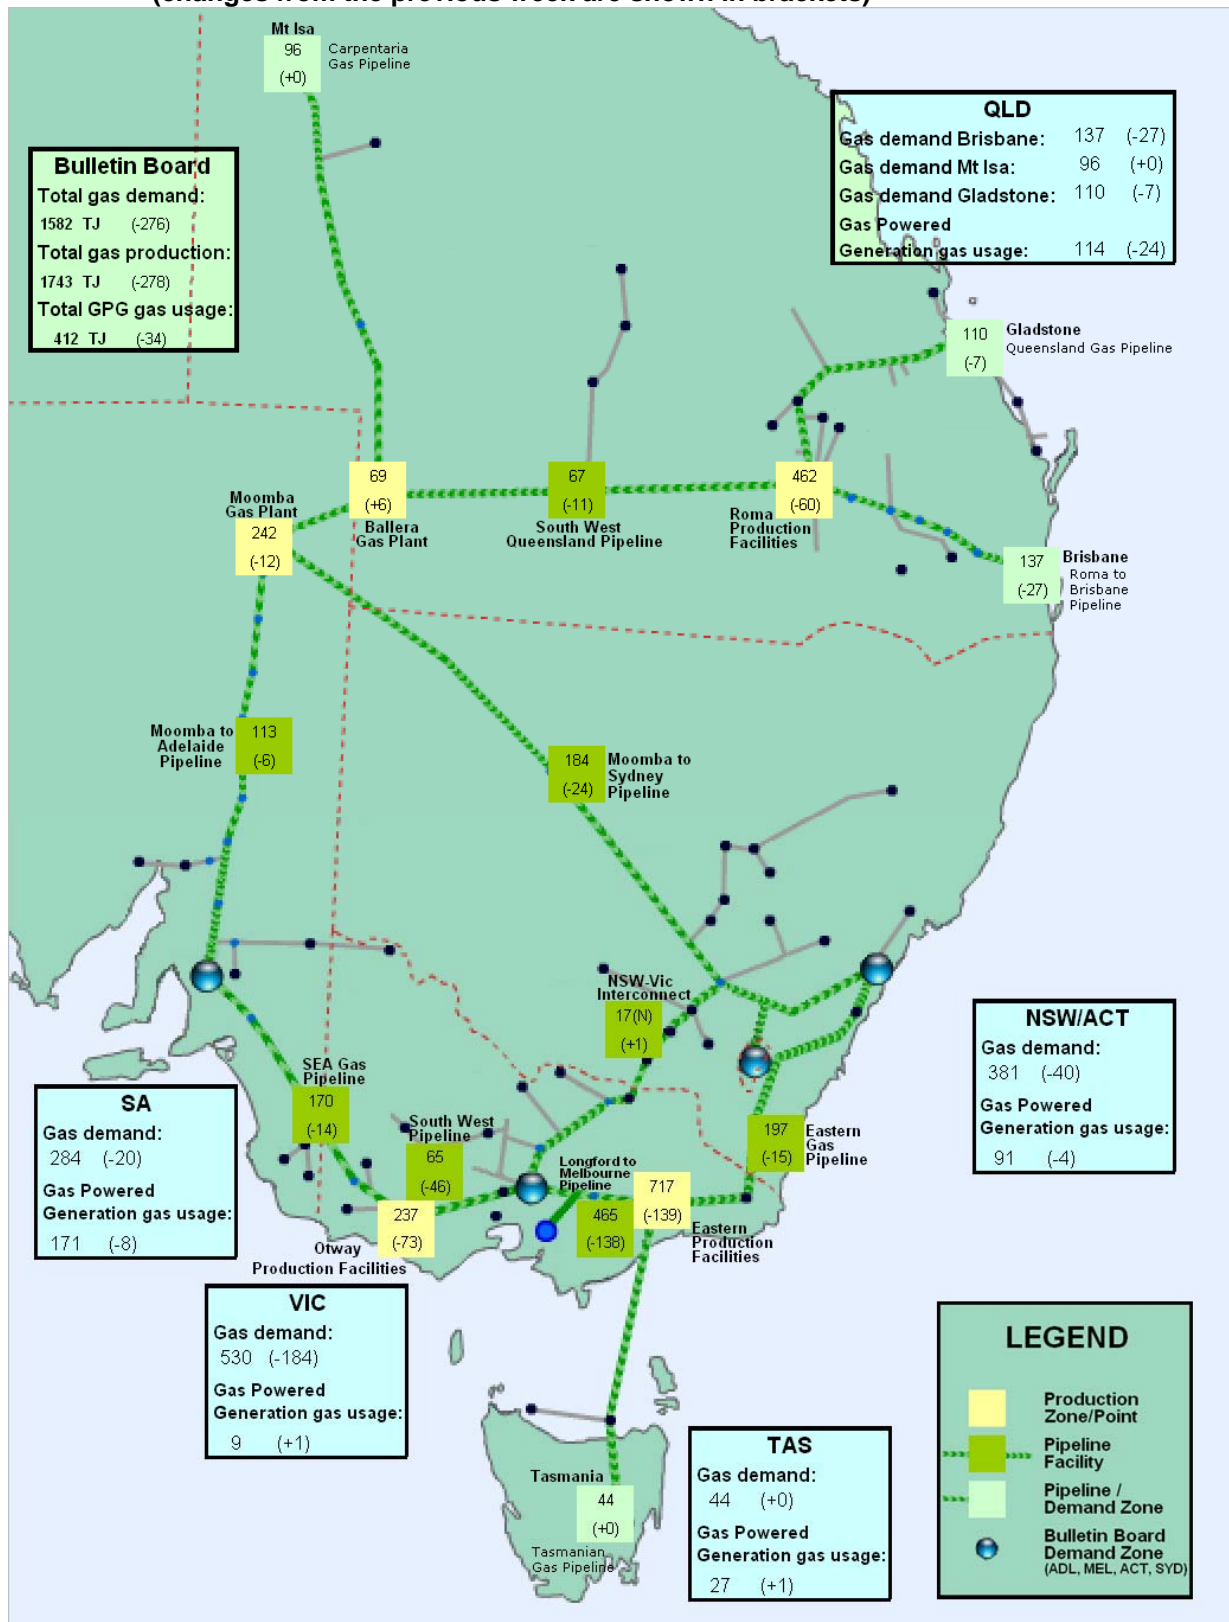 (changes from the previous week are shown in brackets)
Mt Isa
96
(+0)
Carpentaria
Gas Pipeline
QLD
Gas demand Brisbane: 137 (-27)
Gas demand Mt Isa: 96 (+0)
Gas demand Gladstone: 110 (-7)
Gas Powered
Generation gas usage: 114 (-24)
Bulletin Board
Total gas demand:
1582 TJ (-276)
Total gas production:
1743 TJ (-278)
Total GPG gas usage:
412 TJ (-34)
110
(-7)
Gladstone
Queensland Gas Pipeline
Moomba
Gas Plant
242
(-12)
69
(+6)
Ballera
Gas Plant
67
(-11)
South West
Queensland Pipeline
462
(-60)
Roma
Production
Facilities
137
(-27)
Brisbane
Roma to
Brisbane
Pipeline
Moomba to
Adelaide
Pipeline
113
(-6)
184
(-24)
Moomba to
Sydney
Pipeline
NSW-Vic
Interconnect
17(N)
(+1)
NSW/ACT
Gas demand:
381 (-40)
Gas Powered
Generation gas usage:
91 (-4)
SEA Gas
Pipeline
170
(-14)
SA
Gas demand:
284 (-20)
Gas Powered
Generation gas usage:
171 (-8)
South West
Pipeline
65
(-46)
Longford to
Melbourne
Pipeline
465
(-138)
717
(-139)
Eastern
Production
Facilities
197
(-15)
Eastern
Gas
Pipeline
237
(-73)
Otway
Production Facilities
VIC
Gas demand:
530 (-184)
Gas Powered
Generation gas usage:
9 (+1)
Tasmania
44
(+0)
Tasmanian
Gas Pipeline
TAS
Gas demand:
44 (+0)
Gas Powered
Generation gas usage:
27 (+1)
LEGEND
Production
Zone/Point
Pipeline
Facility
Pipeline /
Demand Zone
Bulletin Board
Demand Zone
(ADL, MEL, ACT, SYD)